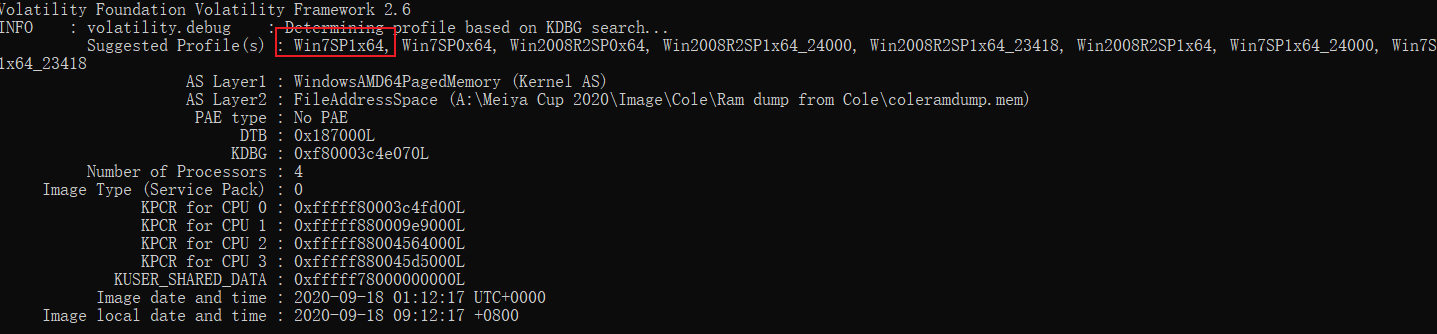 Volatility Foundation Volatility Framework 2.6
INFO : volatility.debug : Determining profile based on KDBG search...
Suggested Profile(s) : Win7SP1x64, Win7SP0x64, Win2008R2SP0x64, Win2008R2SP1x64_24000, Win2008R2SP1x64_23418, Win2008R2SP1x64, Win7SP1x64_24000, Win7S
1x64_23418
AS Layer1 : WindowsAMD64PagedMemory (Kernel AS)
AS Layer2 : FileAddressSpace (A:\Meiya Cup 2020\Image\Cole\Ram dump from Cole\coleramdump.mem)
PAE type : No PAE
DTB : 0x187000L
KDBG : 0xf80003c4e070L
Number of Processors : 4
Image Type (Service Pack) : 0
KPCR for CPU 0 : 0xfffff80003c4fd00L
KPCR for CPU 1 : 0xfffff880009e9000L
KPCR for CPU 2 : 0xfffff88004564000L
KPCR for CPU 3 : 0xfffff880045d5000L
KUSER_SHARED_DATA : 0xfffff78000000000L
Image date and time : 2020-09-18 01:12:17 UTC+0000
Image local date and time : 2020-09-18 09:12:17 +0800